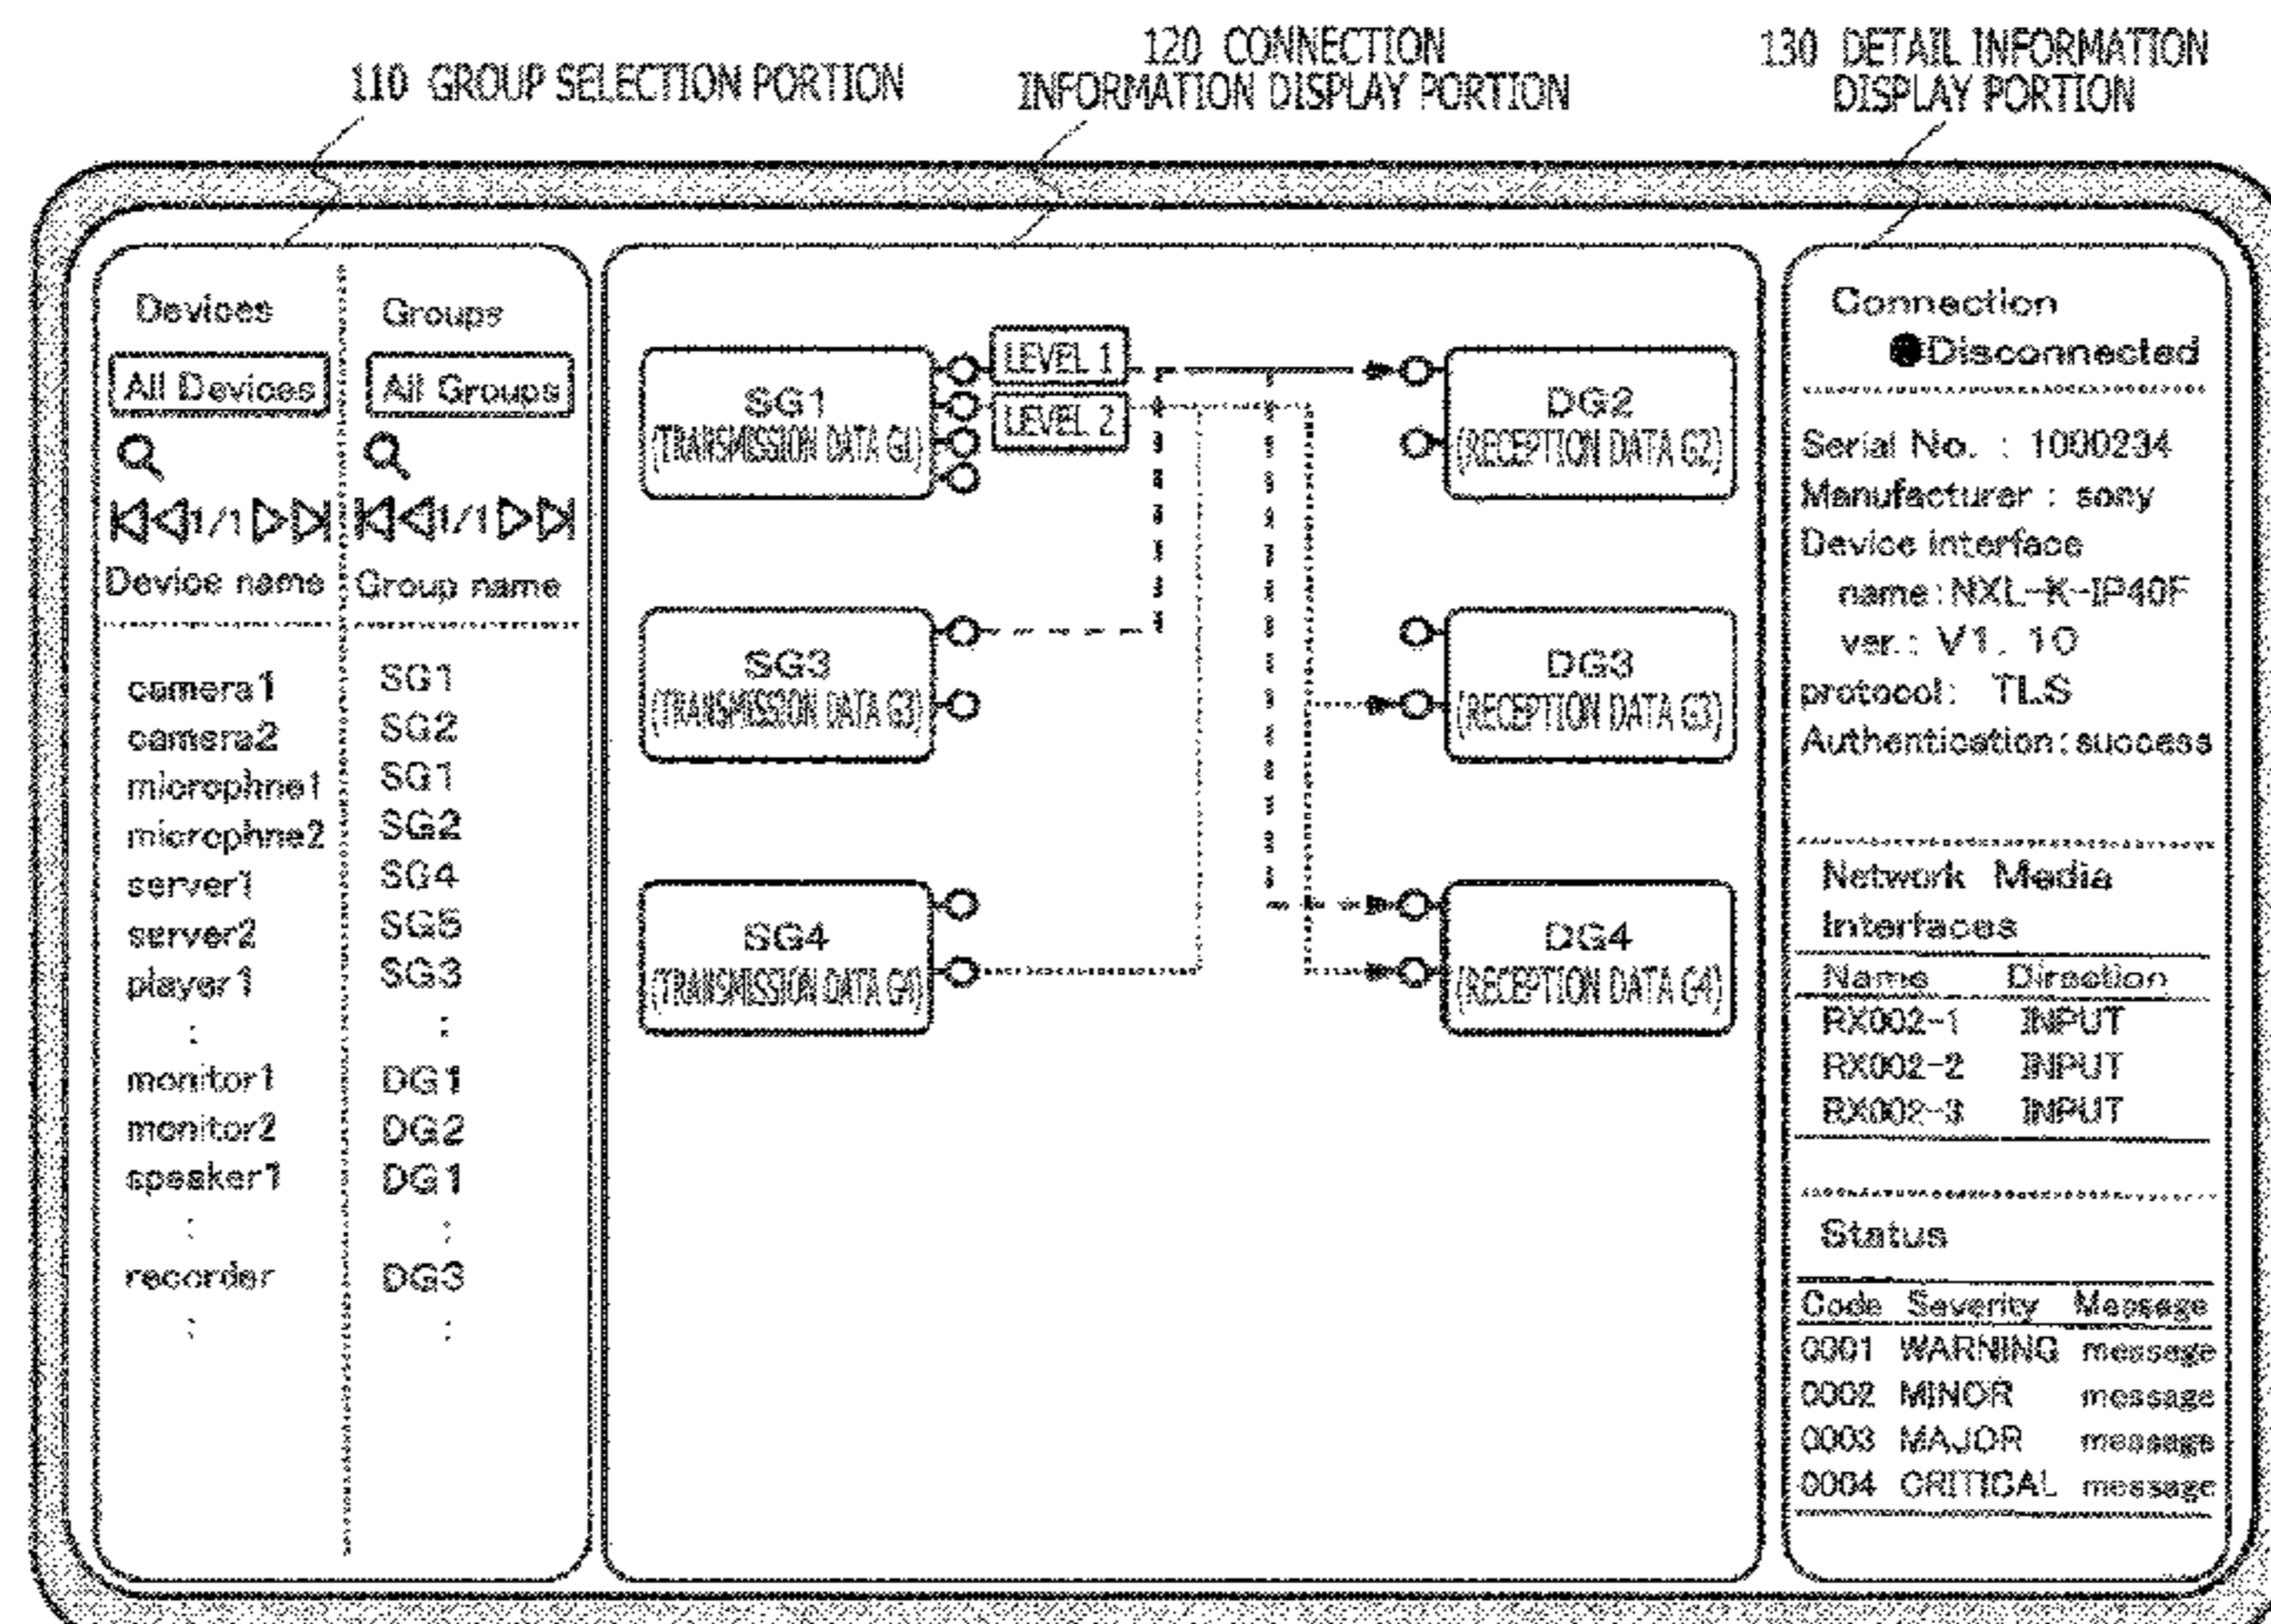 110 GROUP SELECTION PORTION
120 CONNECTION
INFORMATION DISPLAY PORTION
130 DETAIL INFORMATION
DISPLAY PORTION
Devices
All Devices
1/1
Device name
camera1
camera2
microphne1
microphne2
server1
server2
player1
:
monitor1
monitor2
speaker1
:
recorder
:
Groups
All Groups
1/1
Group name
SG1
SG2
SG1
SG2
SG4
SG5
SG3
:
DG1
DG2
DG1
:
DG3
:
SG1
(TRANSMISSION DATA G1)
LEVEL 1
LEVEL 2
DG2
(RECEPTION DATA G2)
SG3
(TRANSMISSION DATA G3)
DG3
(RECEPTION DATA G3)
SG4
(TRANSMISSION DATA G4)
DG4
(RECEPTION DATA G4)
Connection
Disconnected
Serial No. : 1000234
Manufacturer : sony
Device interface
name:NXL-K-IP40F
ver.: V1. 10
protocol: TLS
Authentication:success
Network Media
Interfaces
Name Direction
RX002-1 INPUT
RX002-2 INPUT
RX002-3 INPUT
Status
Code Severity Message
0001 WARNING message
0002 MINOR message
0003 MAJOR message
0004 CRITICAL message